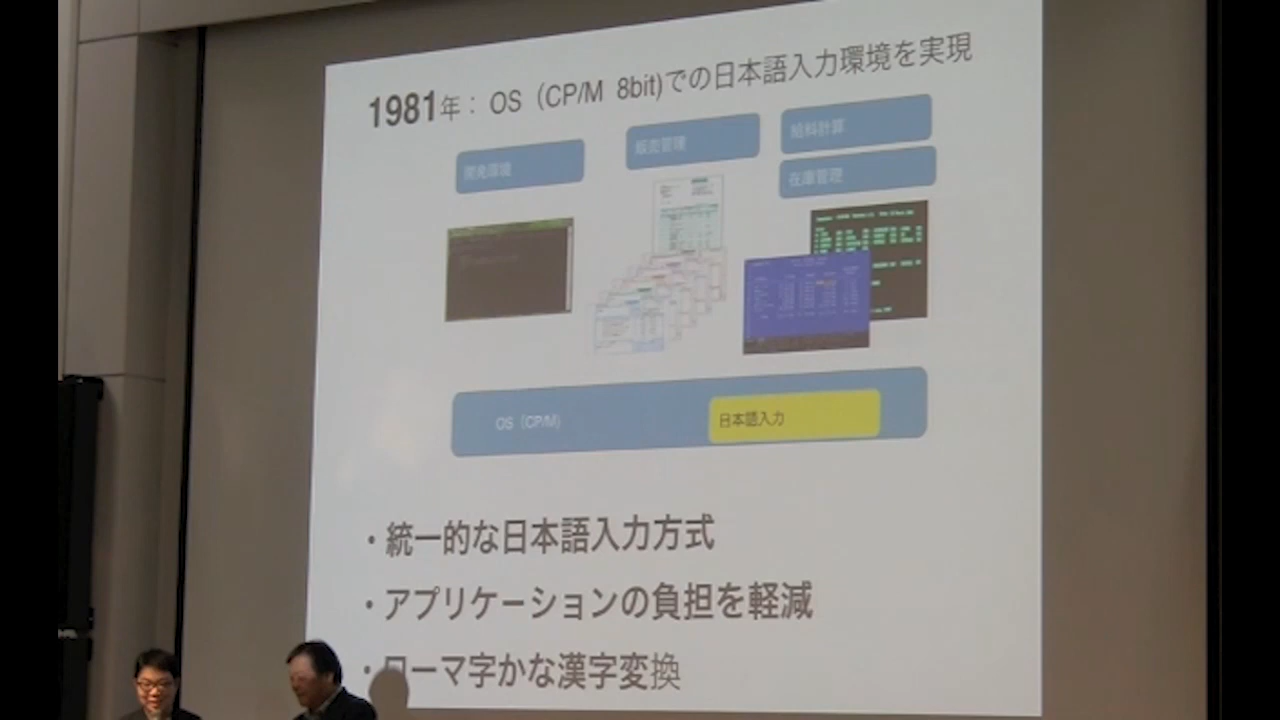 1981年： OS（CP/M 8bit)での日本語入力環境を実現
開発環境
販売管理
給料計算
在庫管理
OS（CP/M）
日本語入力
・統一的な日本語入力方式
・アプリケーションの負担を軽減
・ローマ字かな漢字変換